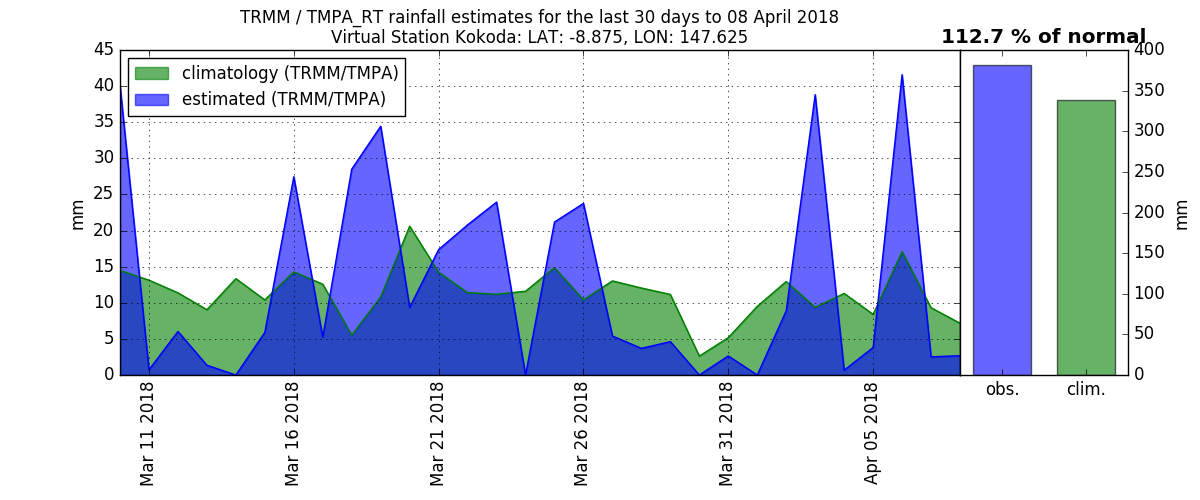 TRMM / TMPA_RT rainfall estimates for the last 30 days to 08 April 2018
Virtual Station Kokoda: LAT: -8.875, LON: 147.625
112.7 % of normal
climatology (TRMM/TMPA)
estimated (TRMM/TMPA)
mm
45
40
35
30
25
20
15
10
5
0
Mar 11 2018
Mar 16 2018
Mar 21 2018
Mar 26 2018
Mar 31 2018
Apr 05 2018
400
350
300
250
200
150
100
50
0
mm
obs.
clim.